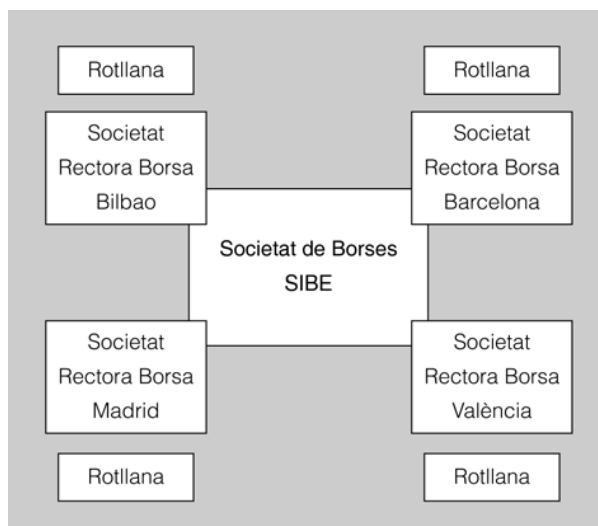 Rotllana
Rotllana
Societat
Rectora Borsa
Bilbao
Societat
Rectora Borsa
Barcelona
Societat de Borses
SIBE
Societat
Rectora Borsa
Madrid
Societat
Rectora Borsa
València
Rotllana
Rotllana